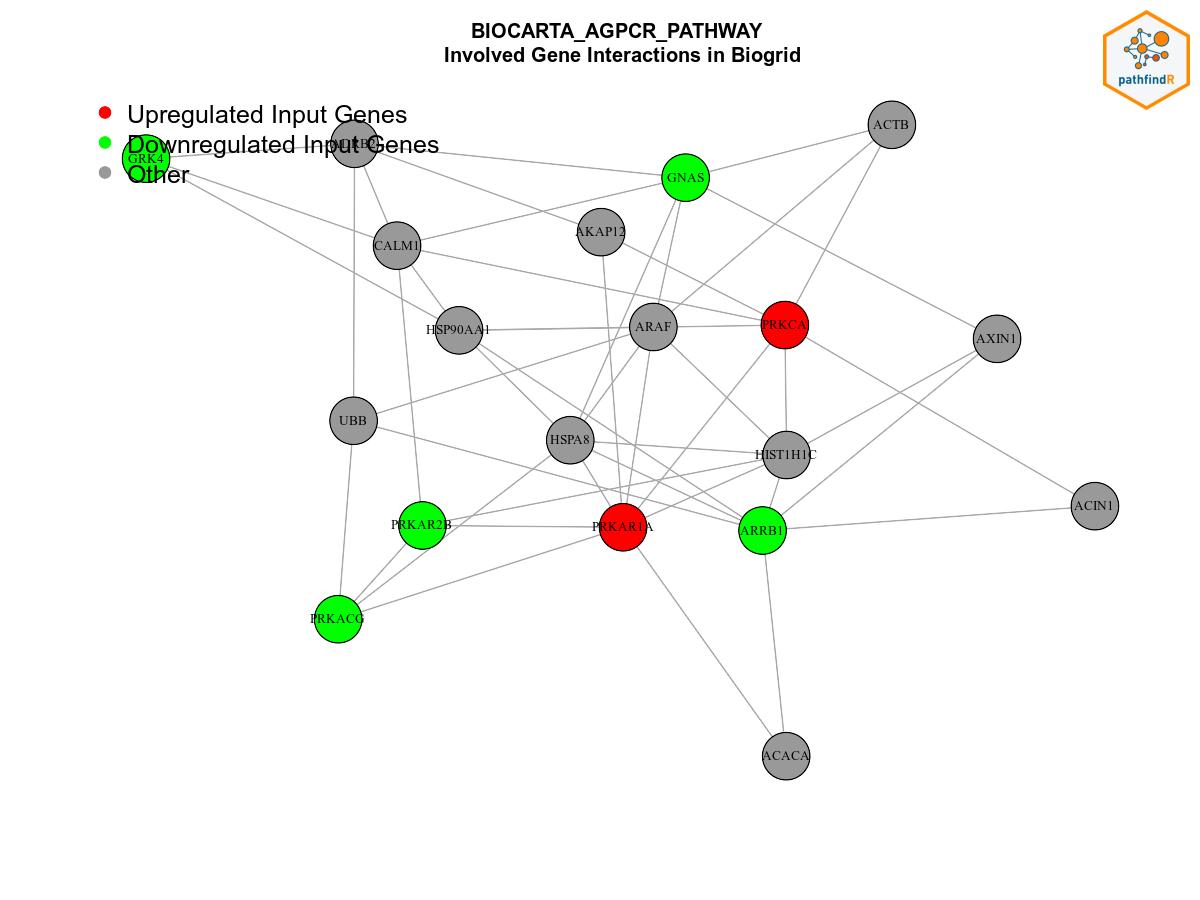 BIOCARTA_AGPCR_PATHWAY
Involved Gene Interactions in Biogrid
pathfindR
Upregulated Input Genes
Downregulated Input Genes
Other
GRK4
ADRB2
ACTB
GNAS
AKAP12
CALM1
HSP90AA1
ARAF
PRKCA
AXIN1
UBB
HSPA8
HIST1H1C
ACIN1
PRKAR2B
PRKAR1A
ARRB1
PRKACG
ACACA